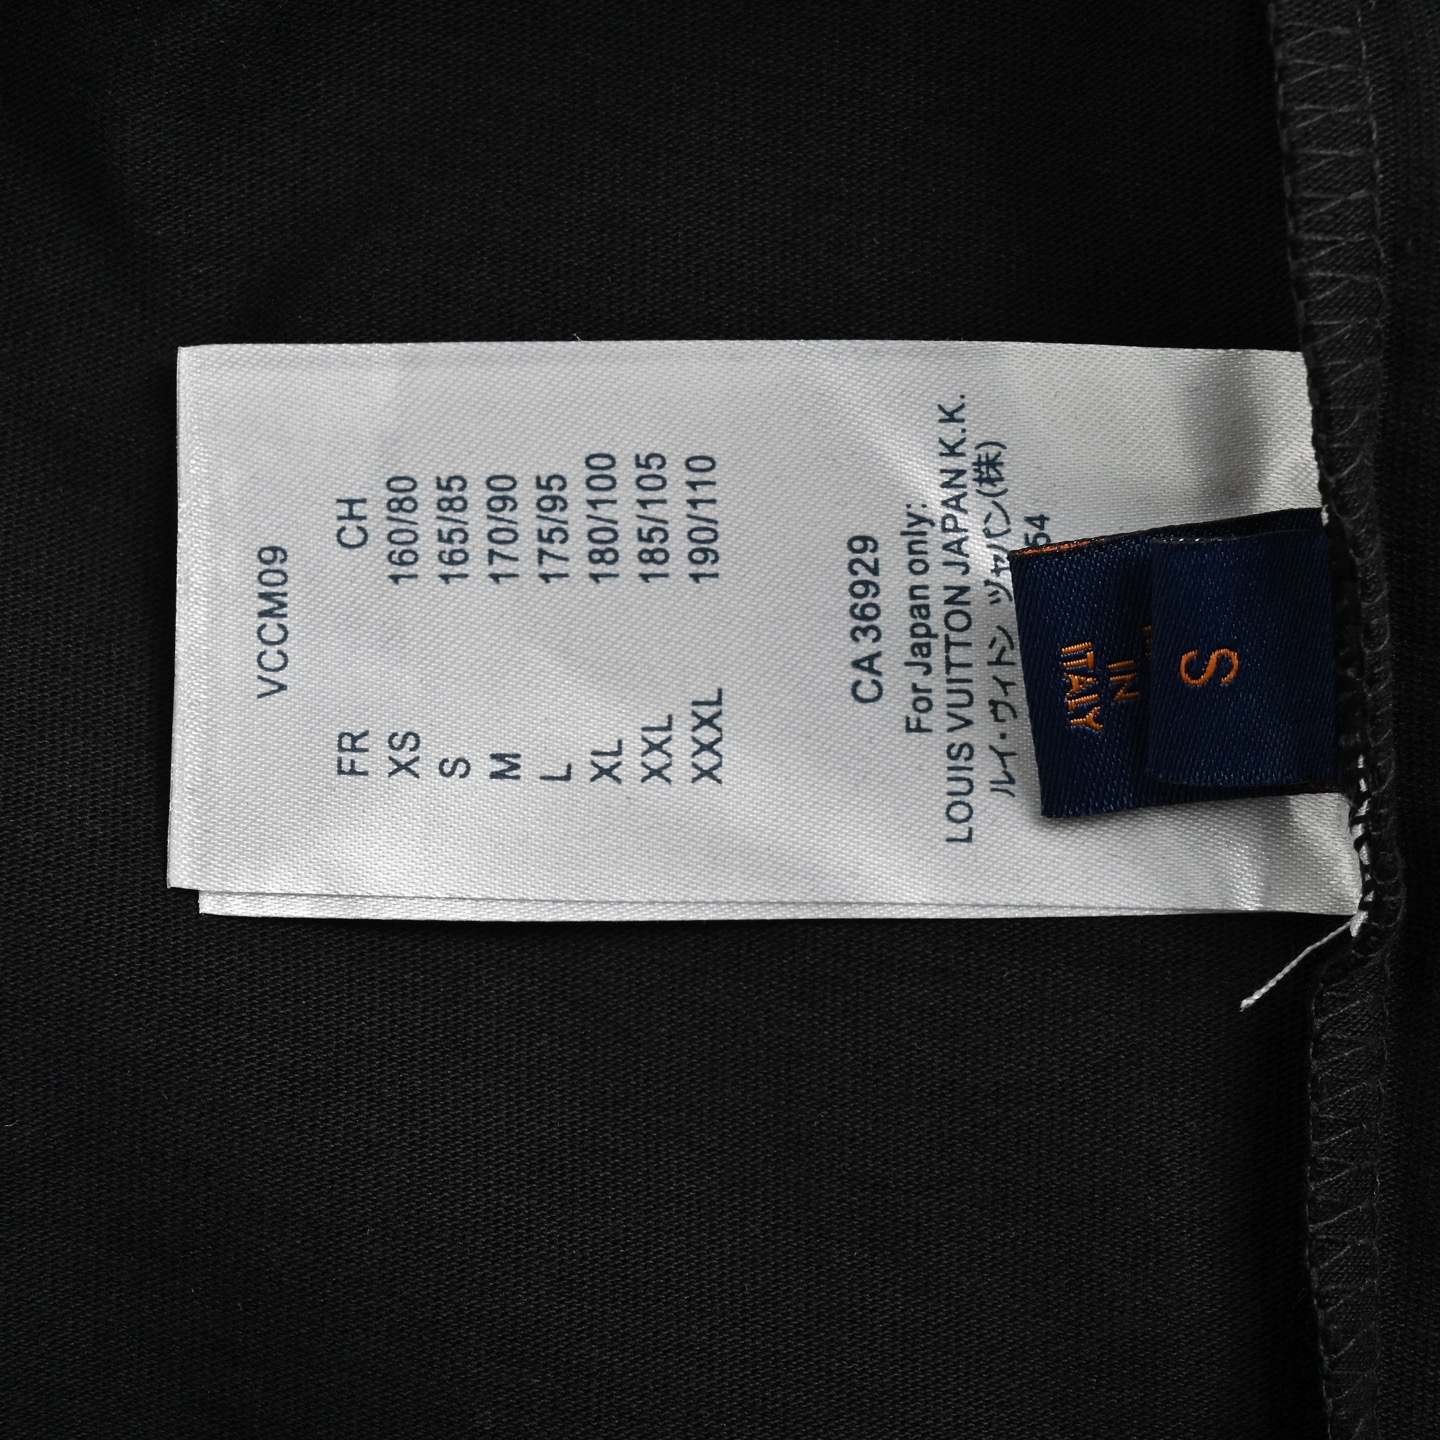 VCCM09
FR CH
XS 160/80
S 165/85
M 170/90
L 175/95
XL 180/100
XXL 185/105
XXXL 190/110
CA 36929
For Japan only:
LOUIS VUITTON JAPAN K.K.
ルイ・ヴィトン ツャパン(株)
54
IN
ITALY
S